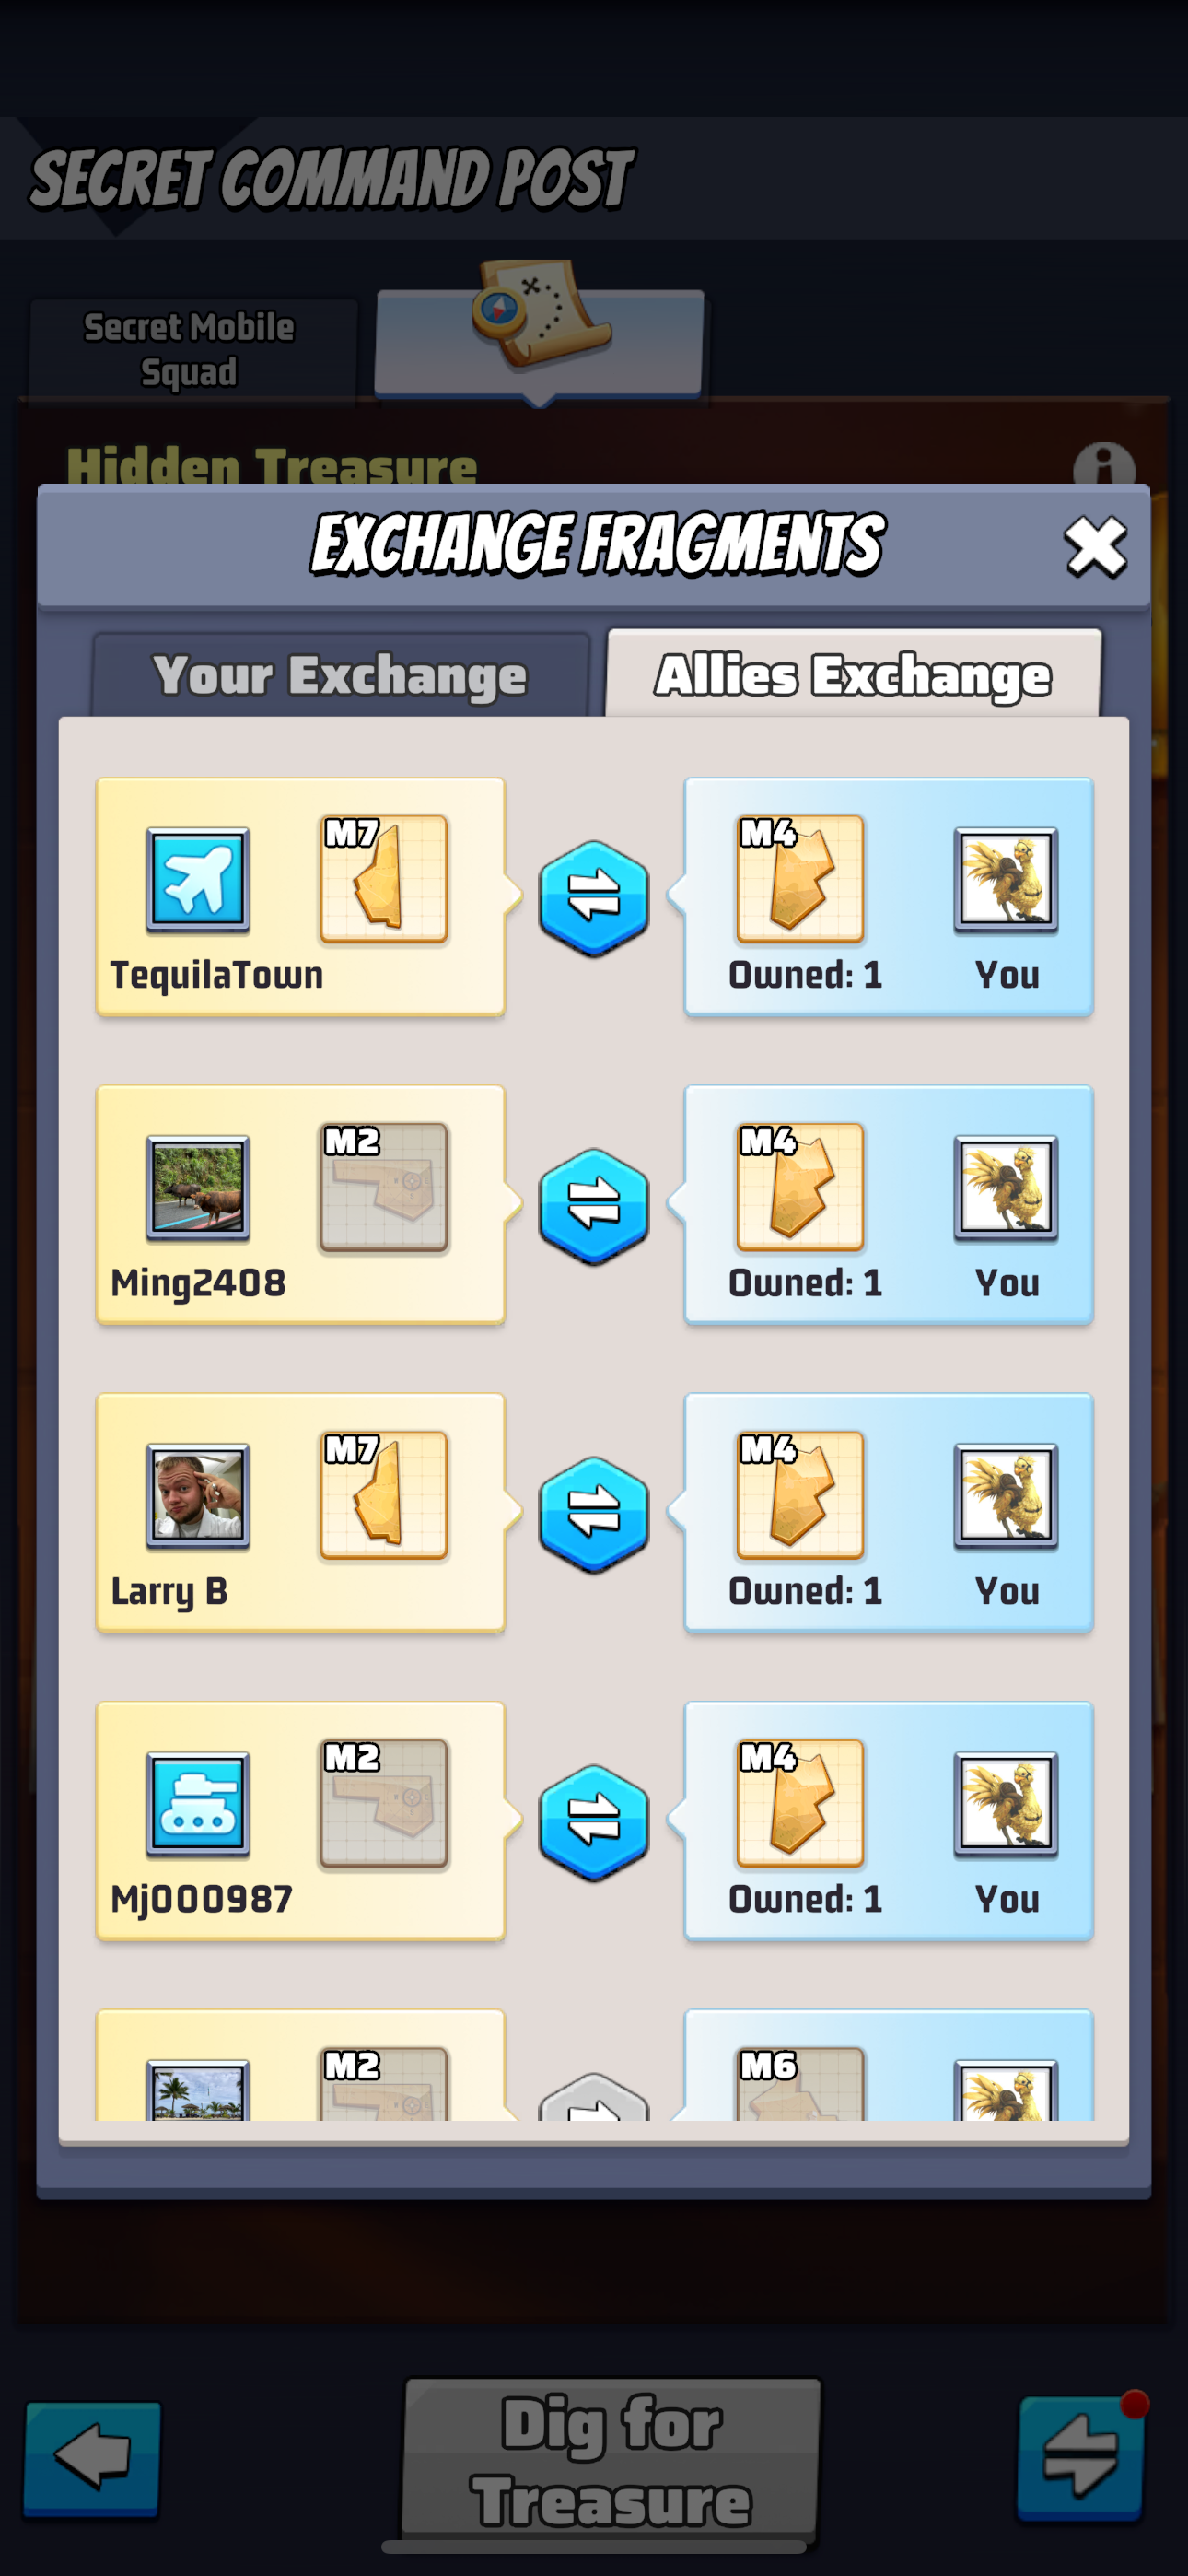 SECRET COMMAND POST
Secret Mobile
Squad
Hidden Treasure
EXCHANGE FRAGMENTS
Your Exchange
Allies Exchange
M7
M4
TequilaTown
Owned: 1
You
M2
M4
Ming2408
Owned: 1
You
M7
M4
Larry B
Owned: 1
You
M2
M4
Mj000987
Owned: 1
You
M2
M6
Dig for
Treasure